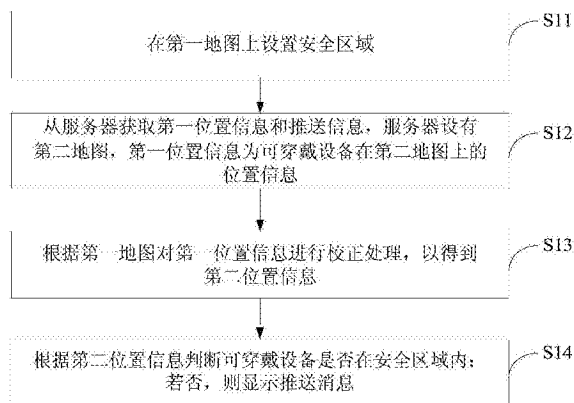 在第一地图上设置安全区域
S11
从服务器获取第一位置信息和推送信息，服务器设有
第二地图，第一位置信息为可穿戴设备在第二地图上的
位置信息
S12
根据第一地图对第一位置信息进行校正处理，以得到
第二位置信息
S13
根据第二位置信息判断可穿戴设备是否在安全区域内；
若否，则显示推送消息
S14